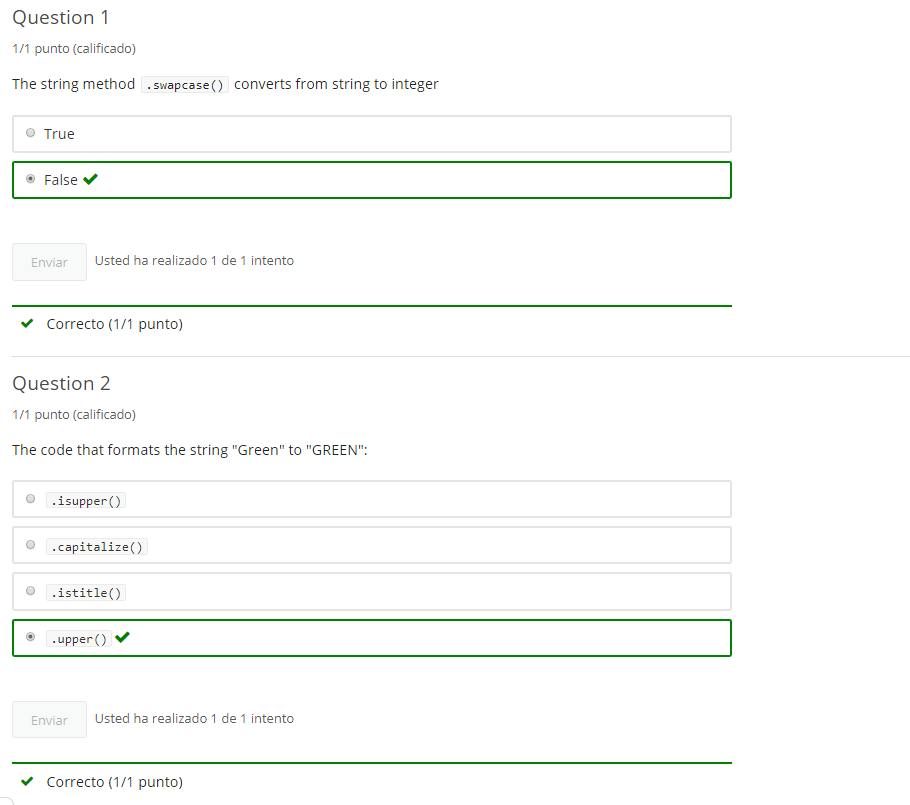 Question 1
1/1 punto (calificado)
The string method .swapcase() converts from string to integer
True
False
Enviar Usted ha realizado 1 de 1 intento
Correcto (1/1 punto)
Question 2
1/1 punto (calificado)
The code that formats the string "Green" to "GREEN":
.isupper()
.capitalize()
.istitle()
.upper()
Enviar Usted ha realizado 1 de 1 intento
Correcto (1/1 punto)